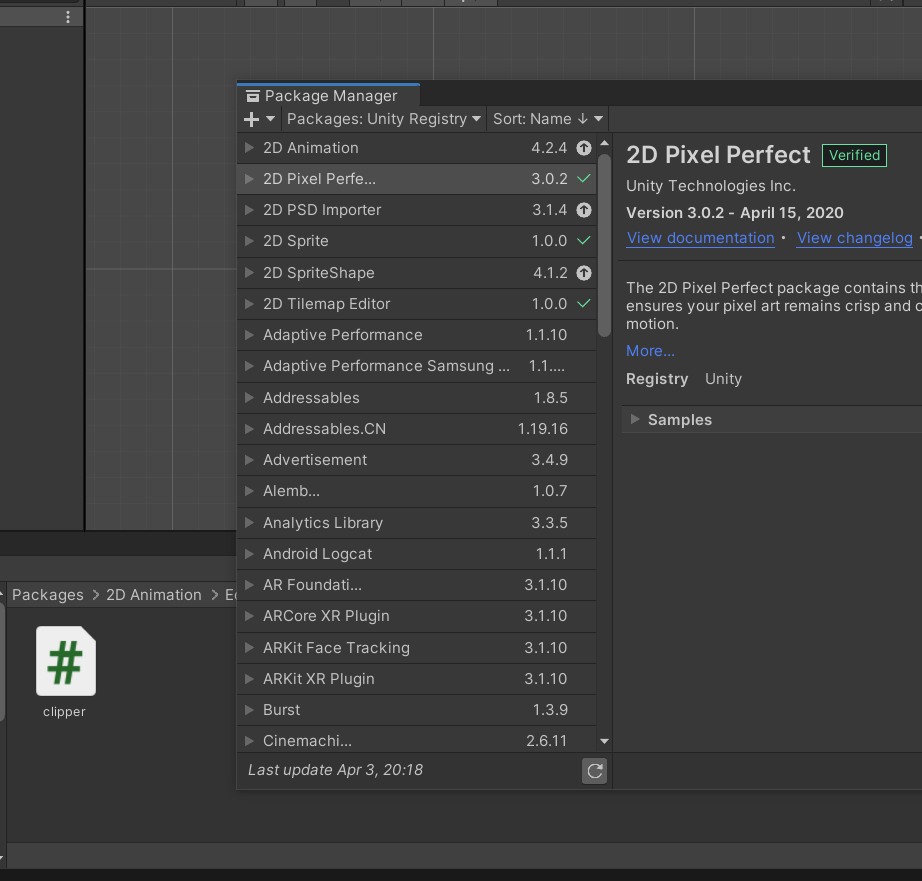 Package Manager
Packages: Unity Registry
Sort: Name ↓
2D Animation 4.2.4
2D Pixel Perfe... 3.0.2
2D PSD Importer 3.1.4
2D Sprite 1.0.0
2D SpriteShape 4.1.2
2D Tilemap Editor 1.0.0
Adaptive Performance 1.1.10
Adaptive Performance Samsung ... 1.1....
Addressables 1.8.5
Addressables.CN 1.19.16
Advertisement 3.4.9
Alemb... 1.0.7
Analytics Library 3.3.5
Android Logcat 1.1.1
AR Foundati... 3.1.10
ARCore XR Plugin 3.1.10
ARKit Face Tracking 3.1.10
ARKit XR Plugin 3.1.10
Burst 1.3.9
Cinemachi... 2.6.11
Last update Apr 3, 20:18
2D Pixel Perfect Verified
Unity Technologies Inc.
Version 3.0.2 - April 15, 2020
View documentation • View changelog •
The 2D Pixel Perfect package contains th
ensures your pixel art remains crisp and c
motion.
More...
Registry Unity
Samples
Packages > 2D Animation >
clipper